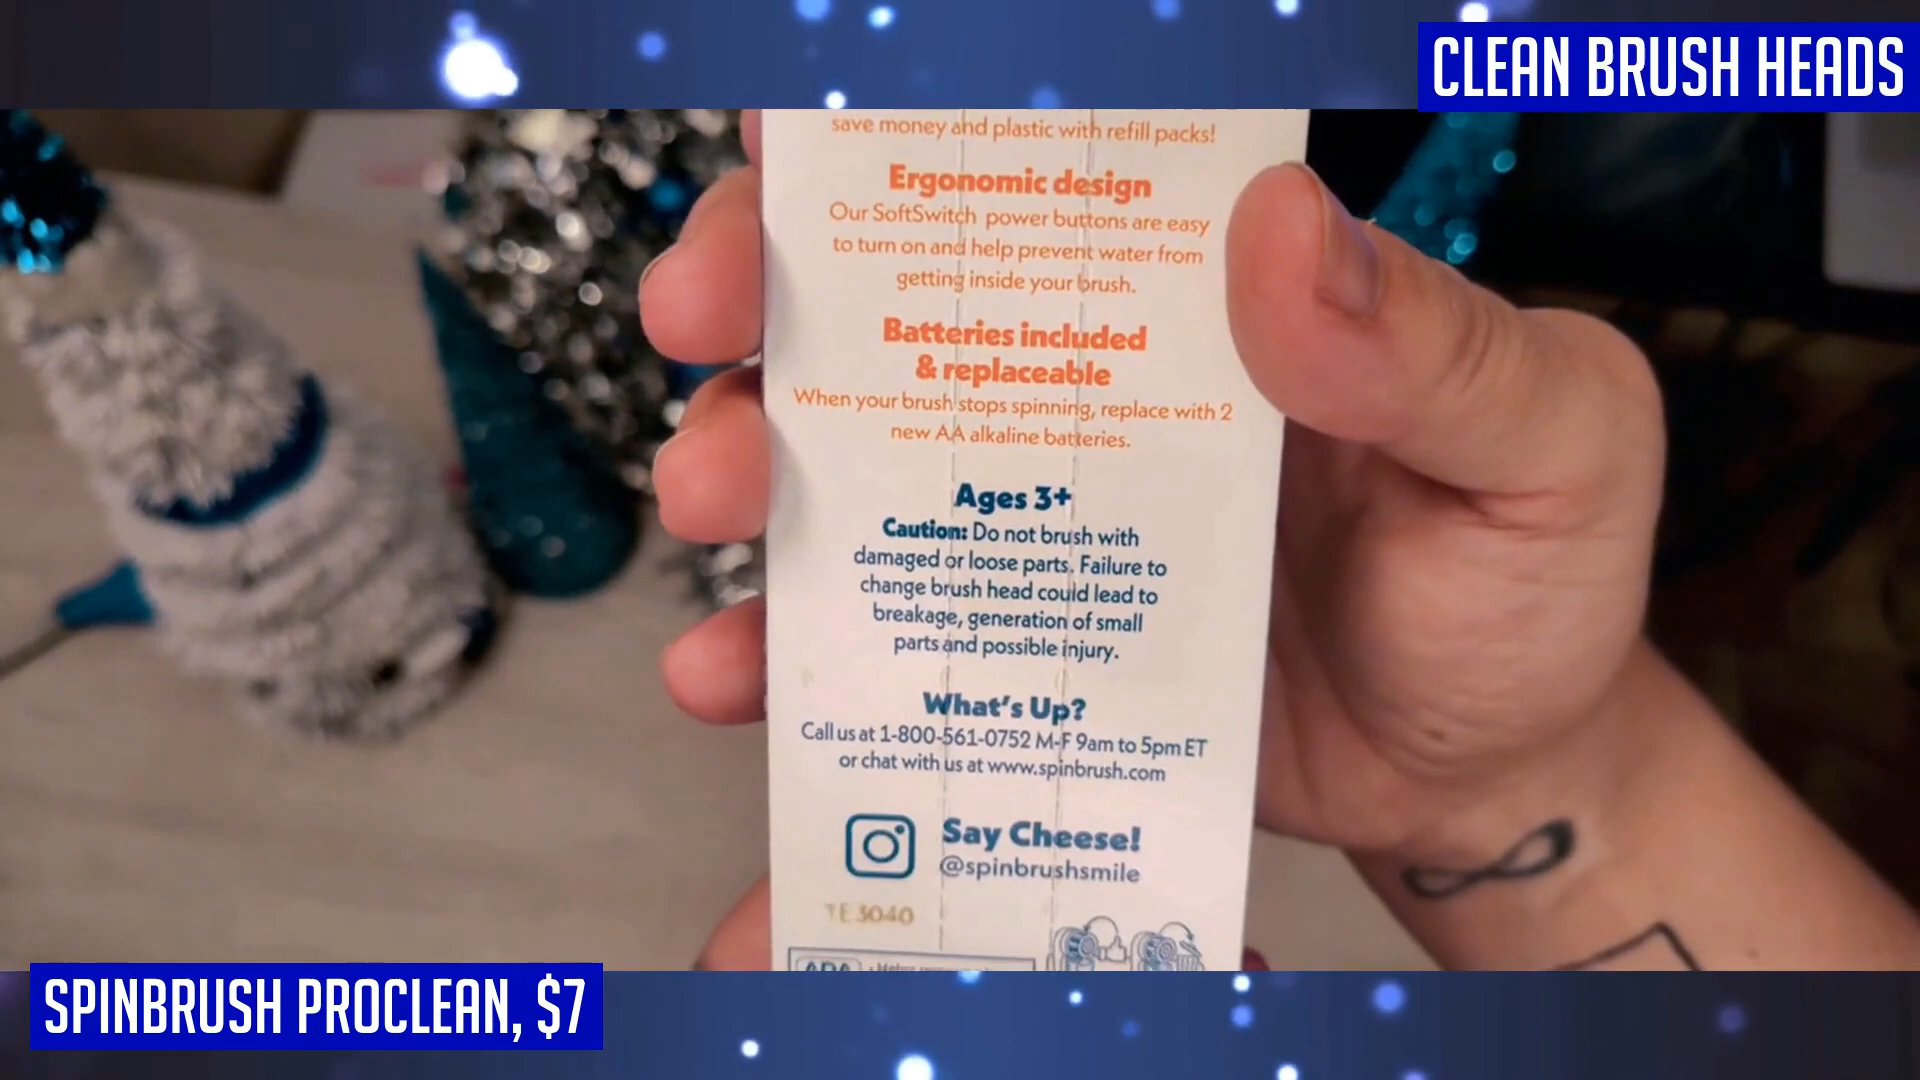 CLEAN BRUSH HEADS
save money and plastic with refill packs!
Ergonomic design
Our SoftSwitch power buttons are easy
to turn on and help prevent water from
getting inside your brush.
Batteries included
& replaceable
When your brush stops spinning, replace with 2
new AA alkaline batteries.
Ages 3+
Caution: Do not brush with
damaged or loose parts. Failure to
change brush head could lead to
breakage, generation of small
parts and possible injury.
What's Up?
Call us at 1-800-561-0752 M-F 9am to 5pm ET
or chat with us at www.spinbrush.com
Say Cheese!
@spinbrushsmile
TE 3040
ADA
SPINBRUSH PROCLEAN, $7